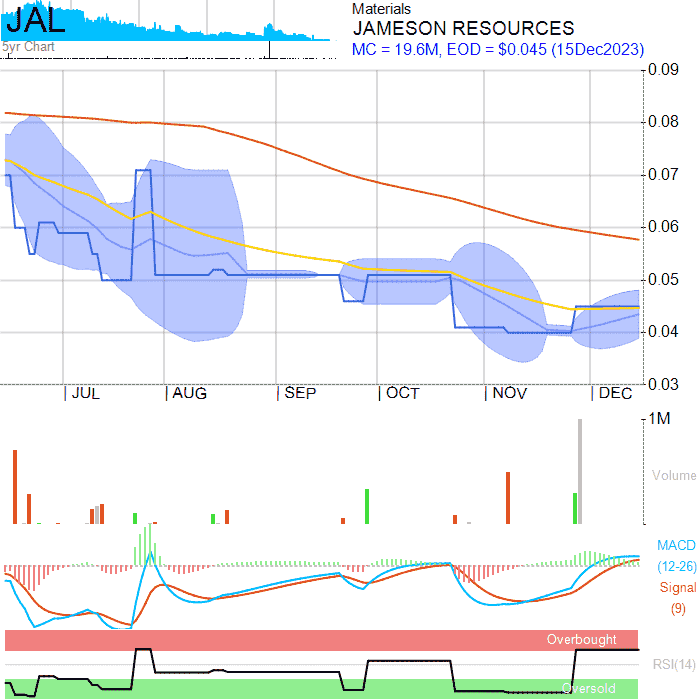 JAL
5yr Chart
Materials
JAMESON RESOURCES
MC = 19.6M, EOD = $0.045 (15Dec2023)
0.09
0.08
0.07
0.06
0.05
0.04
0.03
JUL AUG SEP OCT NOV DEC
1M
Volume
MACD
(12-26)
Signal
(9)
Overbought
RSI(14)
Oversold